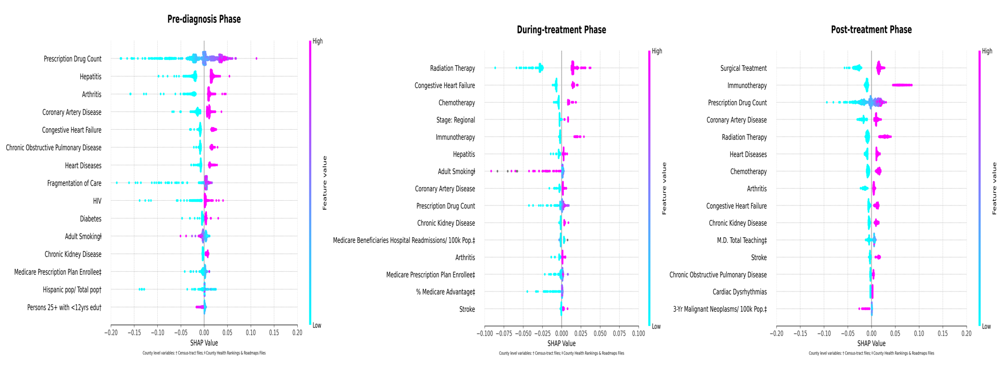 Pre-diagnosis Phase
High
Prescription Drug Count
Hepatitis
Arthritis
Coronary Artery Disease
Congestive Heart Failure
Chronic Obstructive Pulmonary Disease
Heart Diseases
Fragmentation of Care
HIV
Diabetes
Adult Smokingƚ
Chronic Kidney Disease
Medicare Prescription Plan Enrollee‡
Hispanic pop/ Total pop†
Persons 25+ with <12yrs edu†
Feature value
Low
−0.20 −0.15 −0.10 −0.05 0.00 0.05 0.10 0.15 0.20
SHAP Value
County level variables: † Census-tract files; ƚ County Health Rankings & Roadmaps Files
During-treatment Phase
High
Radiation Therapy
Congestive Heart Failure
Chemotherapy
Stage: Regional
Immunotherapy
Hepatitis
Adult Smokingƚ
Coronary Artery Disease
Prescription Drug Count
Chronic Kidney Disease
Medicare Beneficiaries Hospital Readmissions/ 100k Pop.‡
Arthritis
Medicare Prescription Plan Enrollee‡
% Medicare Advantage‡
Stroke
Feature value
Low
−0.100 −0.075 −0.050 −0.025 0.000 0.025 0.050 0.075 0.100
SHAP Value
County level variables: † Census-tract files; ƚ County Health Rankings & Roadmaps Files
Post-treatment Phase
High
Surgical Treatment
Immunotherapy
Prescription Drug Count
Coronary Artery Disease
Radiation Therapy
Heart Diseases
Chemotherapy
Arthritis
Congestive Heart Failure
Chronic Kidney Disease
M.D. Total Teaching‡
Stroke
Chronic Obstructive Pulmonary Disease
Cardiac Dysrhythmias
3-Yr Malignant Neoplasms/ 100k Pop.‡
Feature value
Low
−0.20 −0.15 −0.10 −0.05 0.00 0.05 0.10 0.15 0.20
SHAP Value
County level variables: † Census-tract files; ƚ County Health Rankings & Roadmaps Files